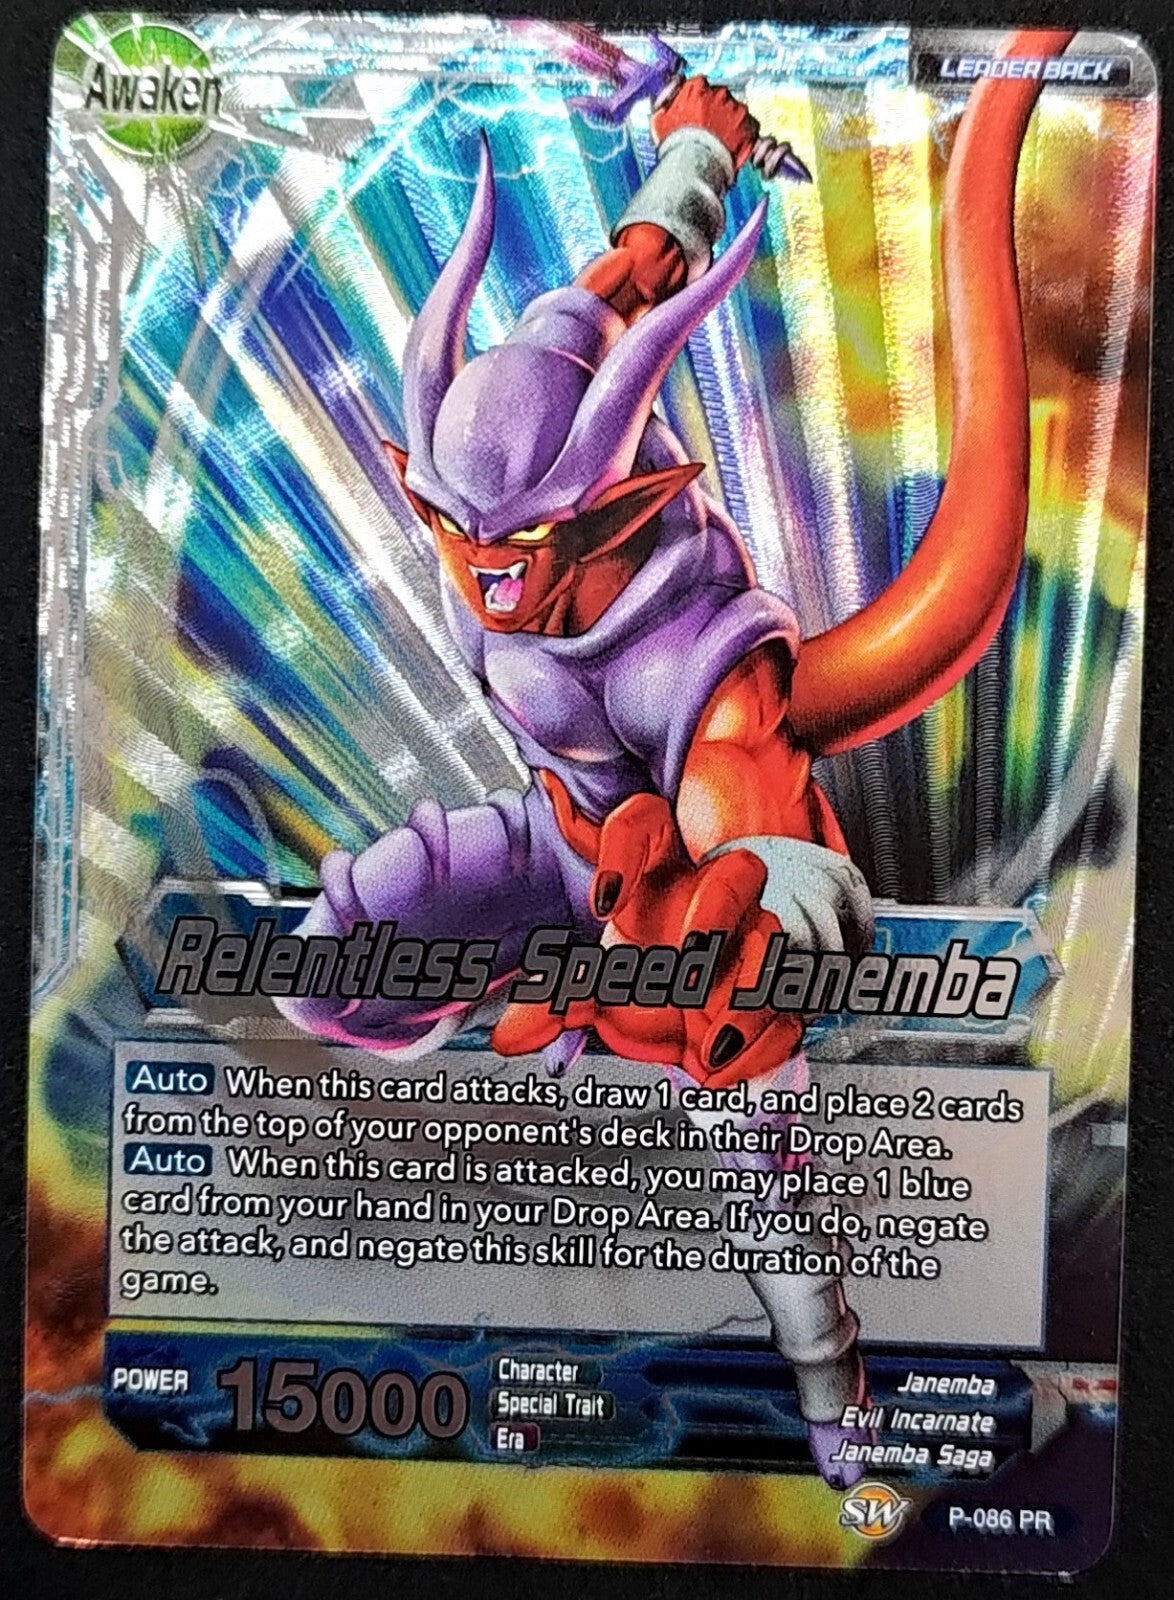 Awaken
LEADER BACK
Relentless Speed Janemba
Auto When this card attacks, draw 1 card, and place 2 cards
from the top of your opponent's deck in their Drop Area.
Auto When this card is attacked, you may place 1 blue
card from your hand in your Drop Area. If you do, negate
the attack, and negate this skill for the duration of the
game.
POWER 15000
Character Janemba
Special Trait Evil Incarnate
Era Janemba Saga
SW P-086 PR